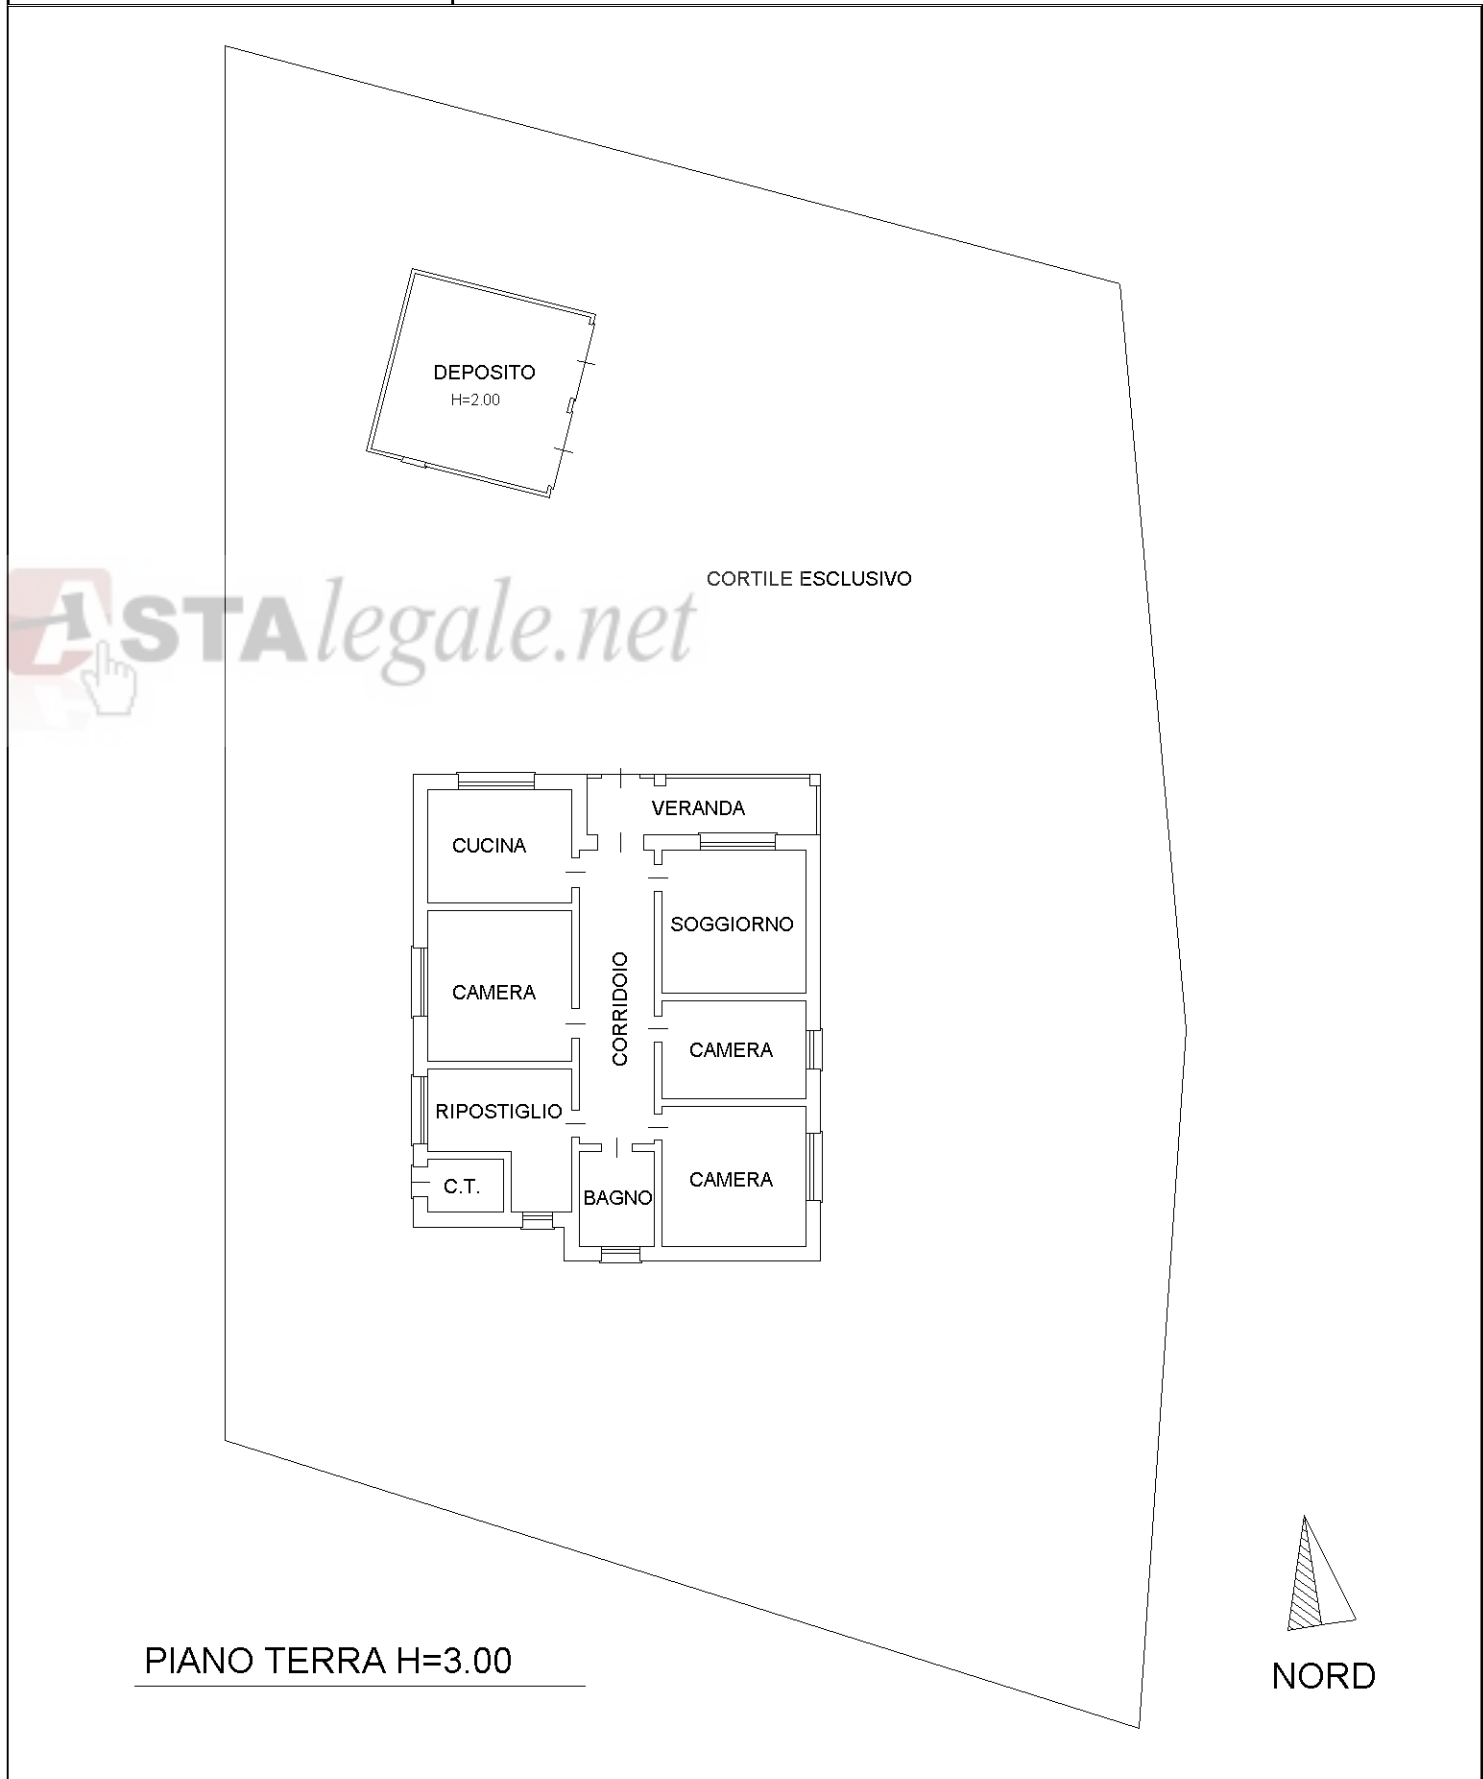 DEPOSITO
H=2.00
CORTILE ESCLUSIVO
ASTAlegale.net
VERANDA
CUCINA
SOGGIORNO
CAMERA
CORRIDOIO
CAMERA
RIPOSTIGLIO
CAMERA
C.T.
BAGNO
PIANO TERRA H=3.00
NORD